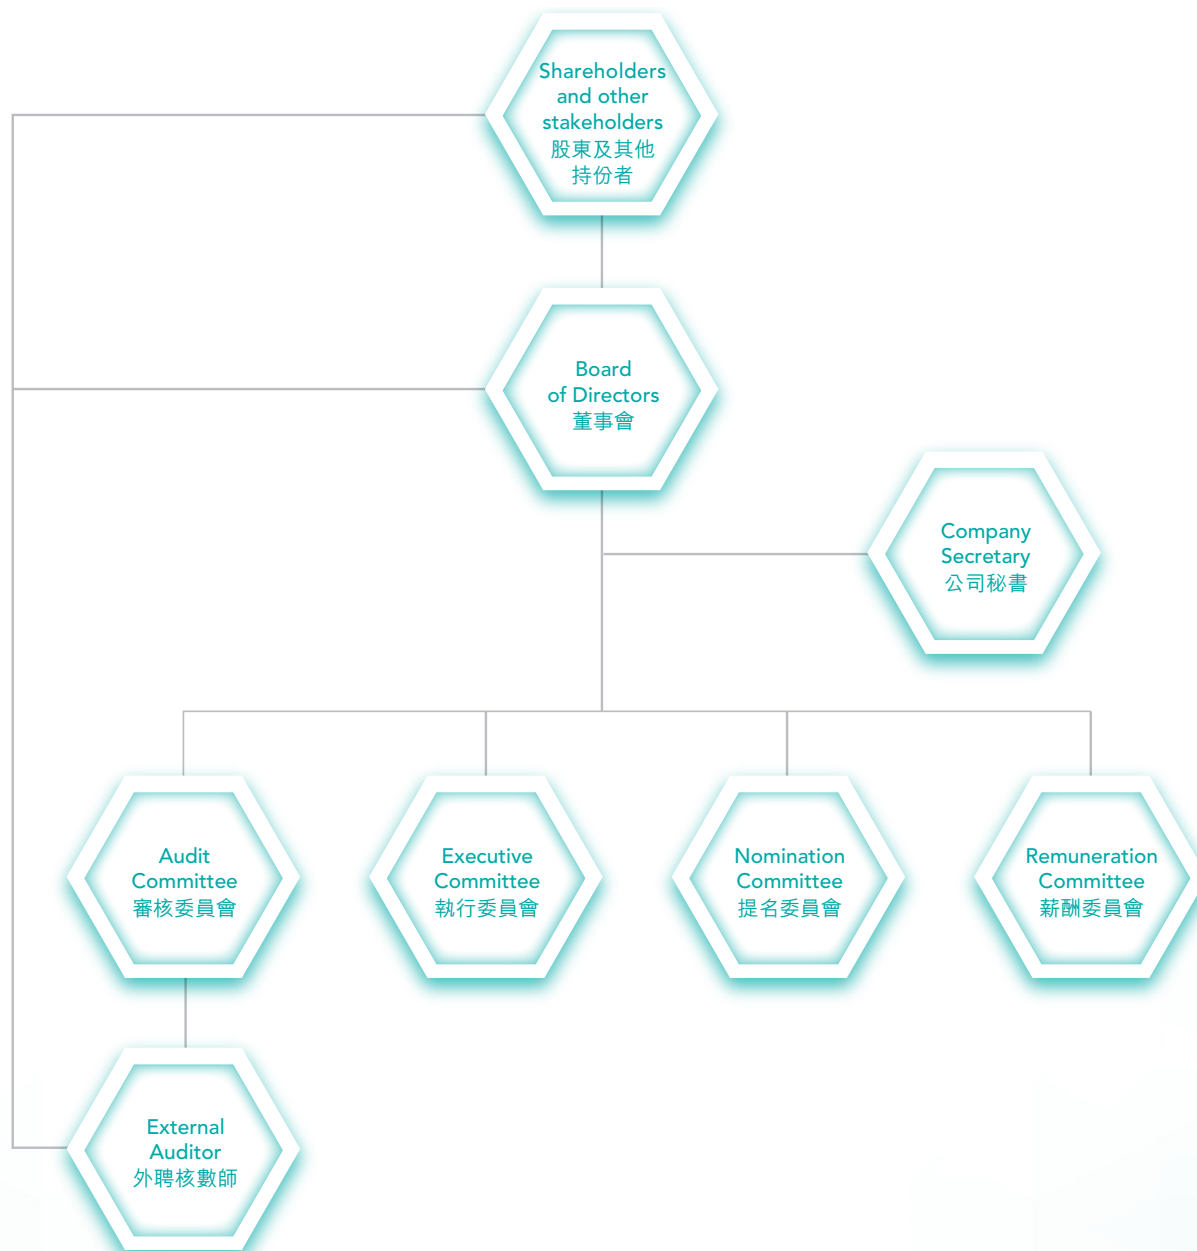 Shareholders
and other
stakeholders
股東及其他
持份者
Board
of Directors
董事會
Company
Secretary
公司秘書
Audit
Committee
審核委員會
Executive
Committee
執行委員會
Nomination
Committee
提名委員會
Remuneration
Committee
薪酬委員會
External
Auditor
外聘核數師